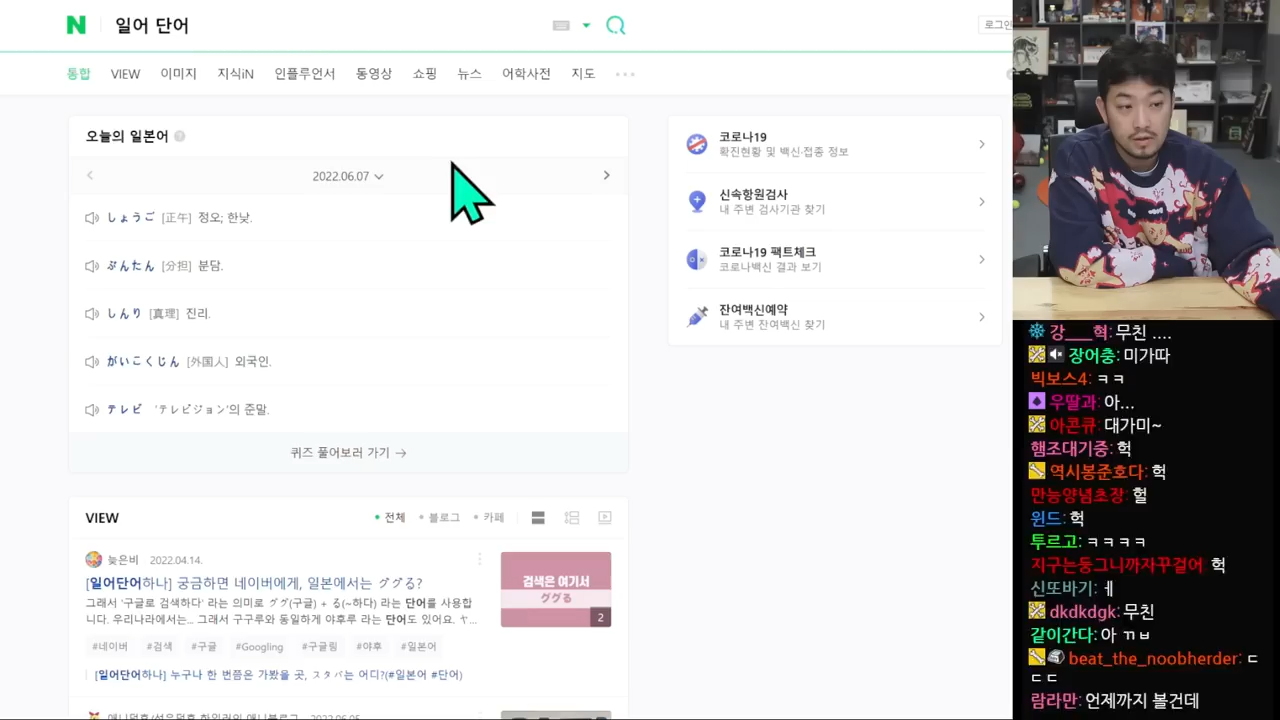 N 일어 단어
로그인
통합 VIEW 이미지 지식iN 인플루언서 동영상 쇼핑 뉴스 어학사전 지도
오늘의 일본어
2022.06.07
しょうご [正午] 정오; 한낮.
ぶんたん [分担] 분담.
しんり [真理] 진리.
がいこくじん [外国人] 외국인.
テレビ 'テレビジョン'의 준말.
퀴즈 풀어보러 가기 →
코로나19
확진현황 및 백신·접종 정보
신속항원검사
내 주변 검사기관 찾기
코로나19 팩트체크
코로나백신 결과 보기
잔여백신예약
내 주변 잔여백신 찾기
VIEW
전체 블로그 카페
늦은비 2022.04.14.
[일어단어하나] 궁금하면 네이버에게, 일본에서는 ググる?
그래서 '구글로 검색하다' 라는 의미로 ググ(구글) + る(~하다) 라는 단어를 사용합
니다. 우리나라에서는... 그래서 구구루와 동일하게 야후루 라는 단어도 있어요. ヤ...
#네이버 #검색 #구글 #Googling #구글링 #야후 #일본어
[일어단어하나] 누구나 한 번쯤은 가봤을 곳, スタバ는 어디?(#일본어 #단어)
검색은 여기서
ググる
2
2022.06.05.
강___혁: 무친 ....
장어충: 미가따
빅보스4: ㅋㅋ
우딸과: 아...
아콘큐: 대가미~
햄조대기중: 헉
역시봉준호다: 헉
만능양념초장: 헐
윈드: 헉
투르고: ㅋㅋㅋㅋ
지구는둥그니까자꾸걸어: 헉
신또바기: ㅔ
dkdkdgk: 무친
같이간다: 아 ㄲㅂ
beat_the_noobherder: ㄷ
ㄷㄷ
람라만: 언제까지 볼건데